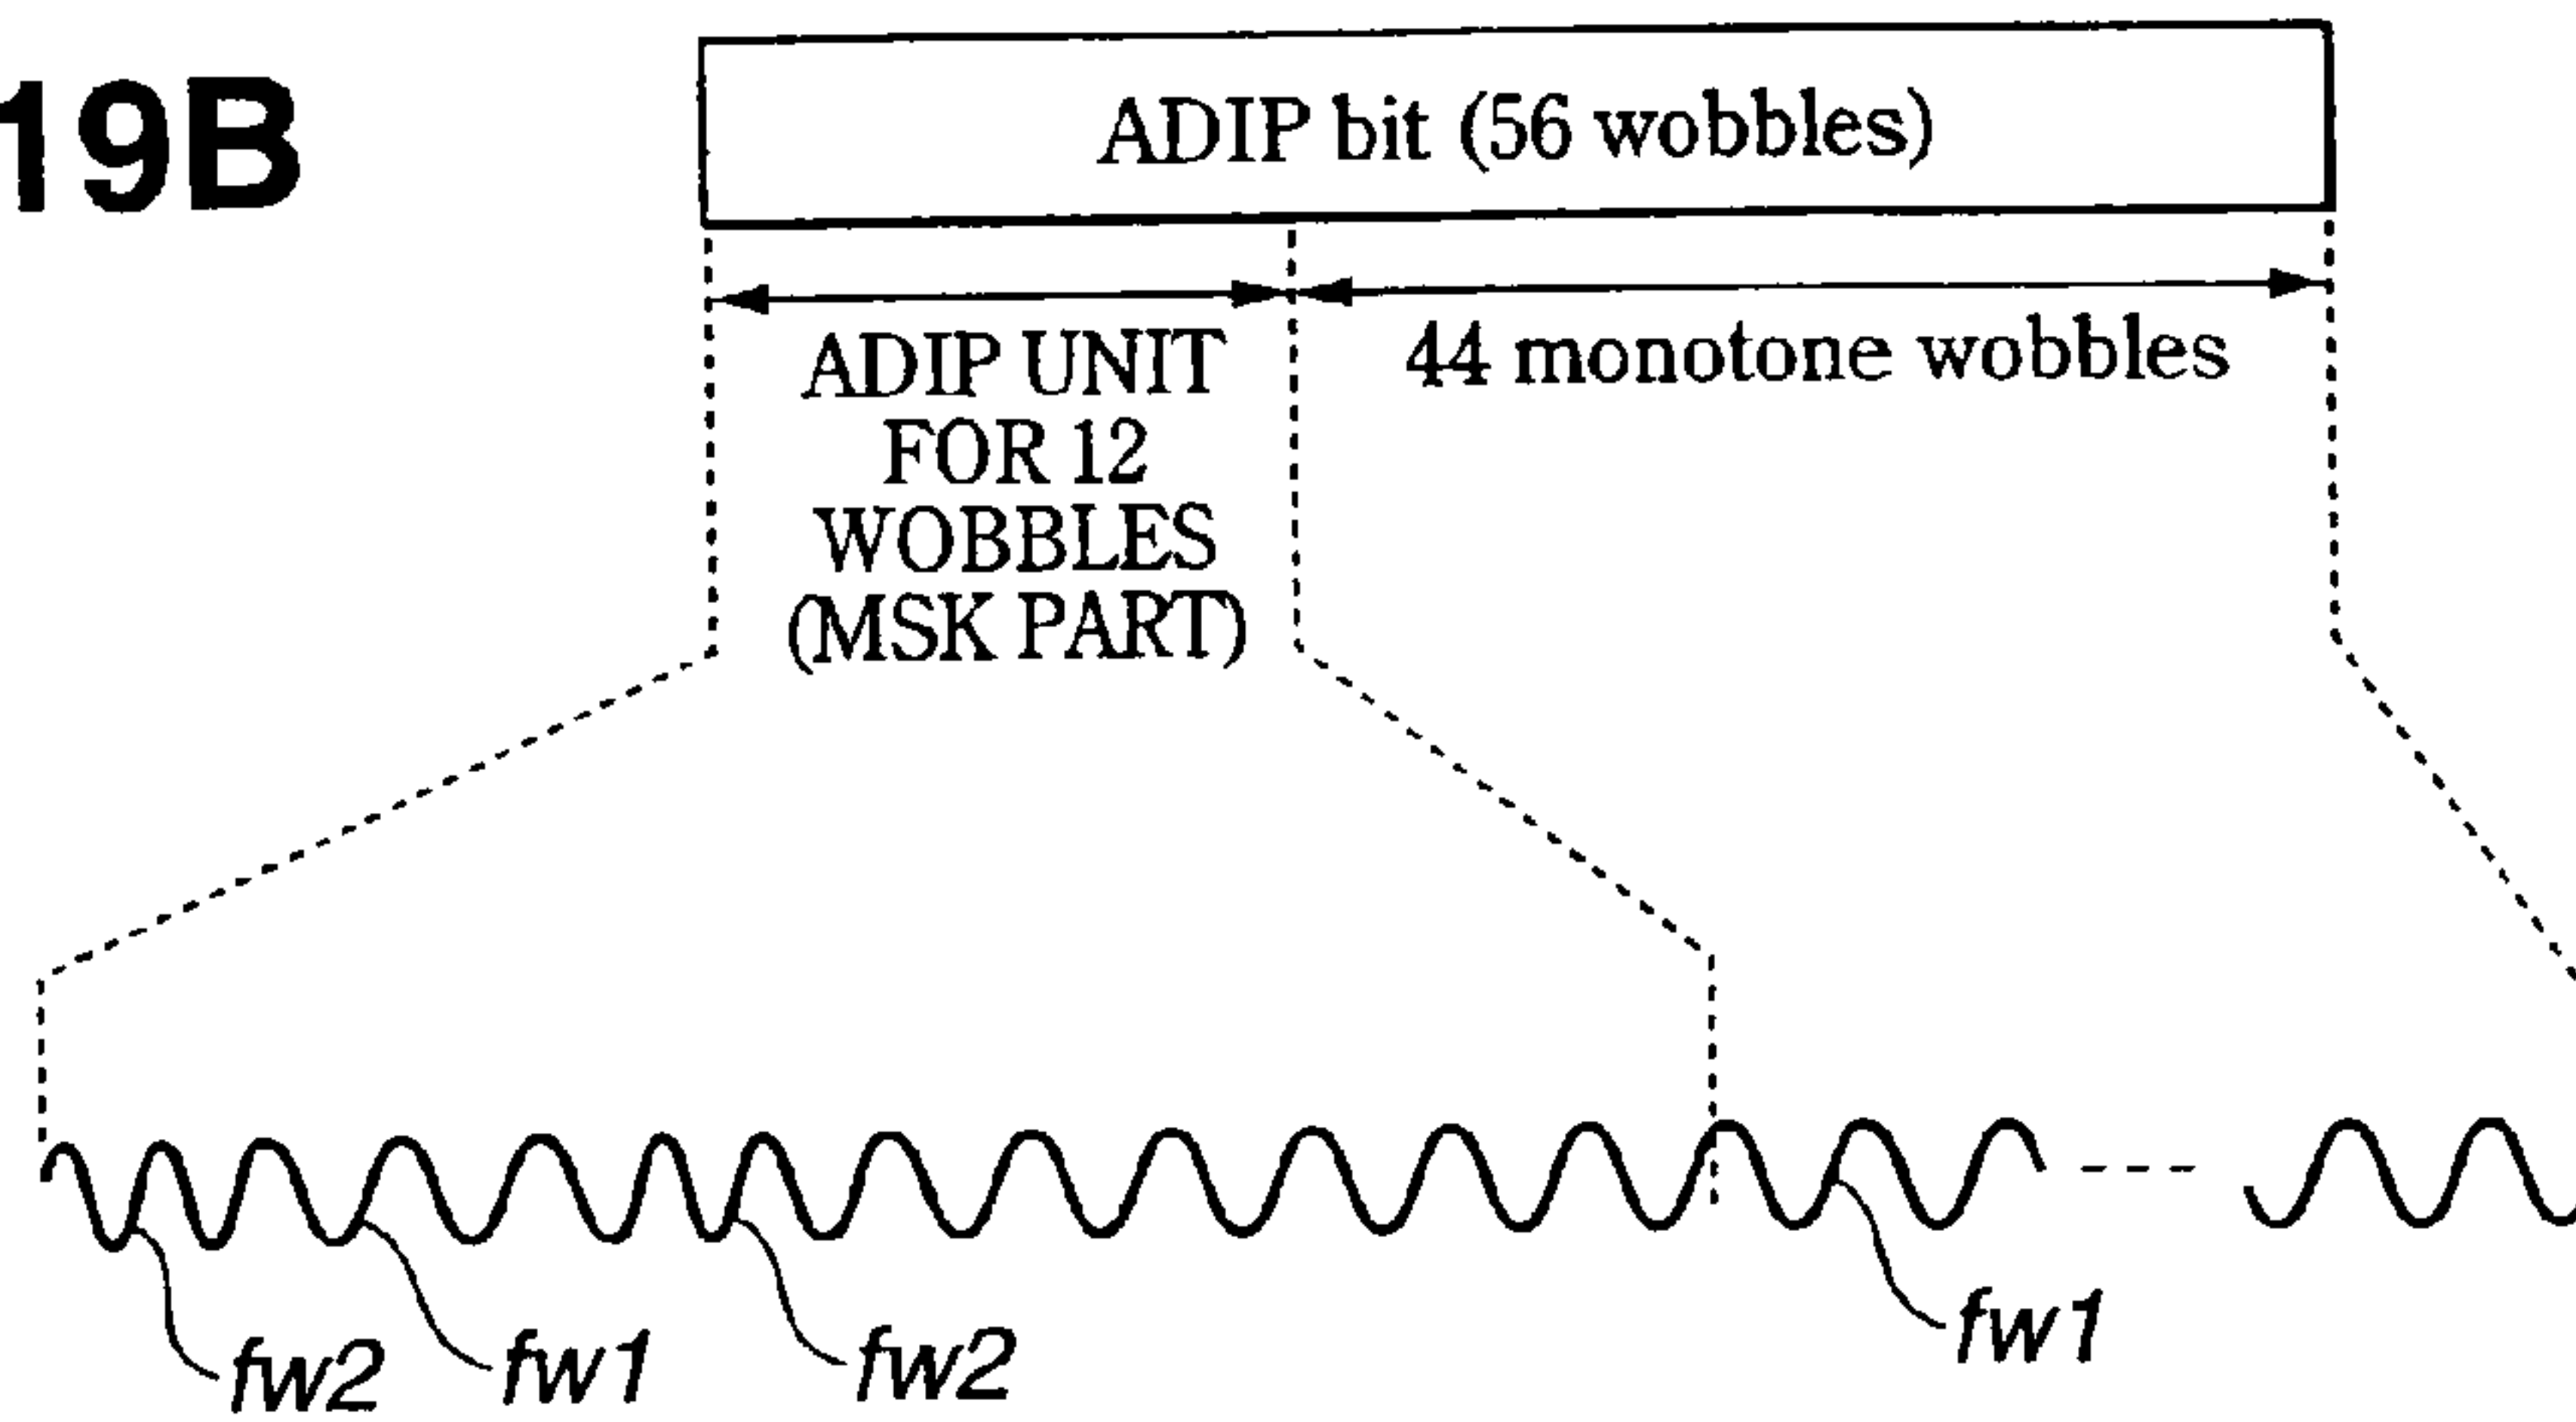 19B
ADIP bit (56 wobbles)
ADIP UNIT
FOR 12
WOBBLES
(MSK PART)
44 monotone wobbles
fw2
fw1
fw2
fw1